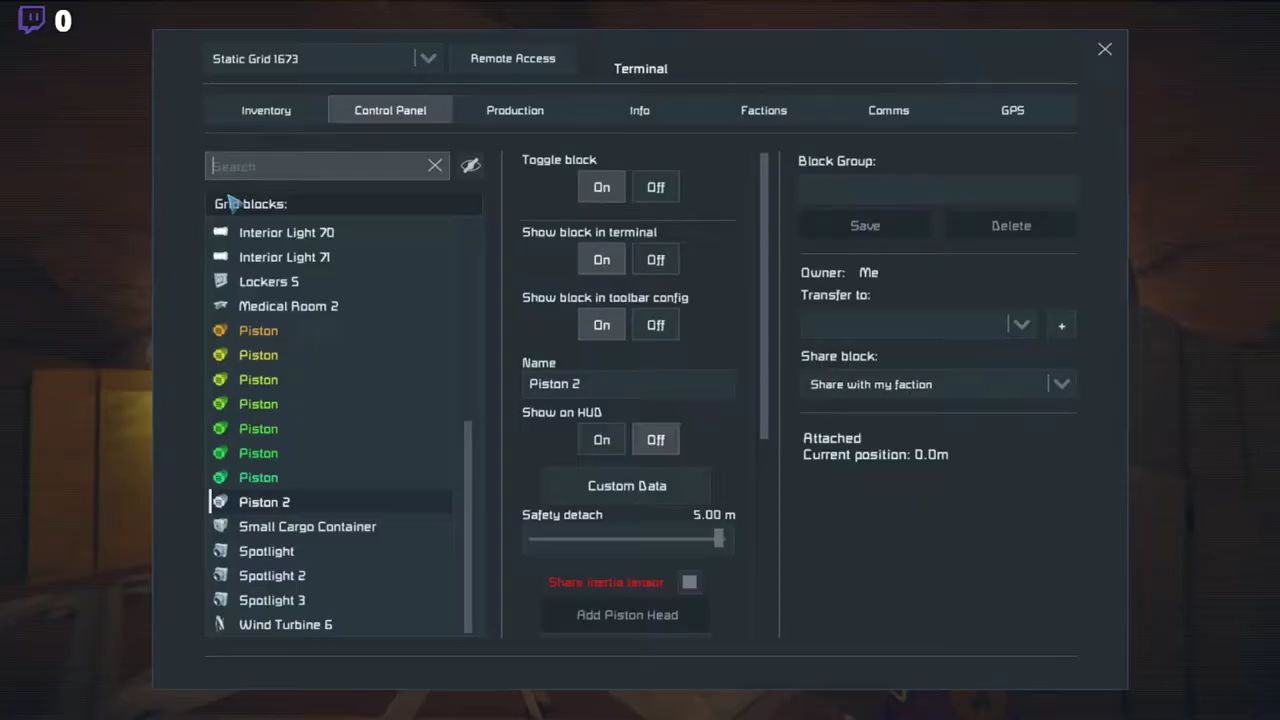 0
Static Grid 1673
Remote Access
Terminal
Inventory
Control Panel
Production
Info
Factions
Comms
GPS
Search
Grid blocks:
Interior Light 70
Interior Light 71
Lockers 5
Medical Room 2
Piston
Piston
Piston
Piston
Piston
Piston
Piston
Piston 2
Small Cargo Container
Spotlight
Spotlight 2
Spotlight 3
Wind Turbine 6
Toggle block
On Off
Show block in terminal
On Off
Show block in toolbar config
On Off
Name
Piston 2
Show on HUD
On Off
Custom Data
Safety detach 5.00 m
Share inertia tensor
Add Piston Head
Block Group:
Save Delete
Owner: Me
Transfer to:
+
Share block:
Share with my faction
Attached
Current position: 0.0m